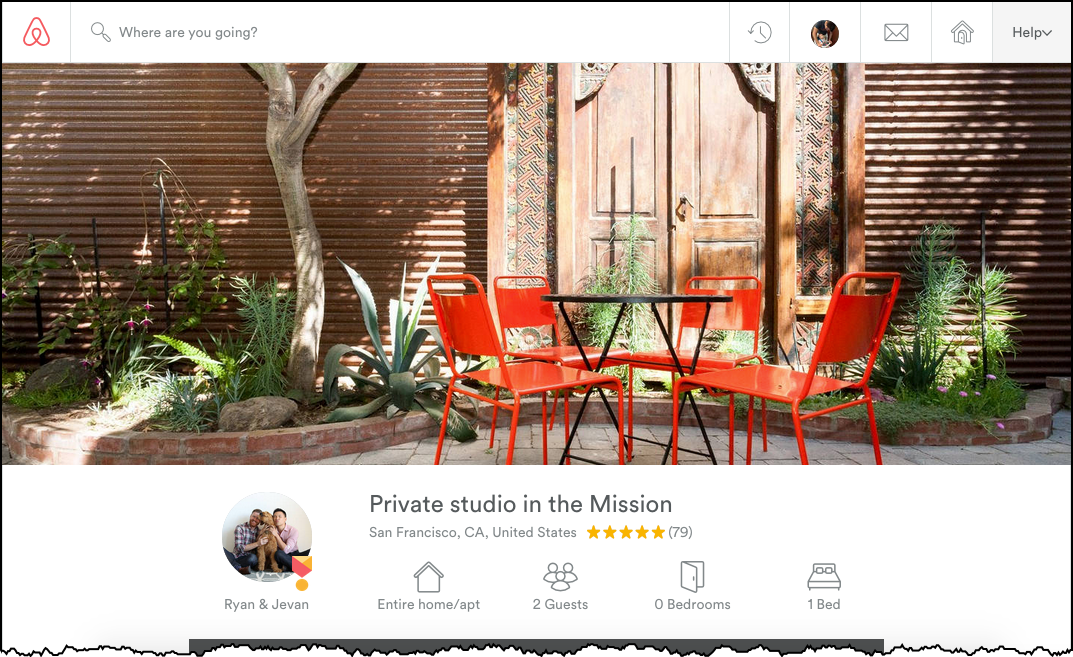 Where are you going?
Help
Private studio in the Mission
San Francisco, CA, United States (79)
Ryan & Jevan
Entire home/apt
2 Guests
0 Bedrooms
1 Bed